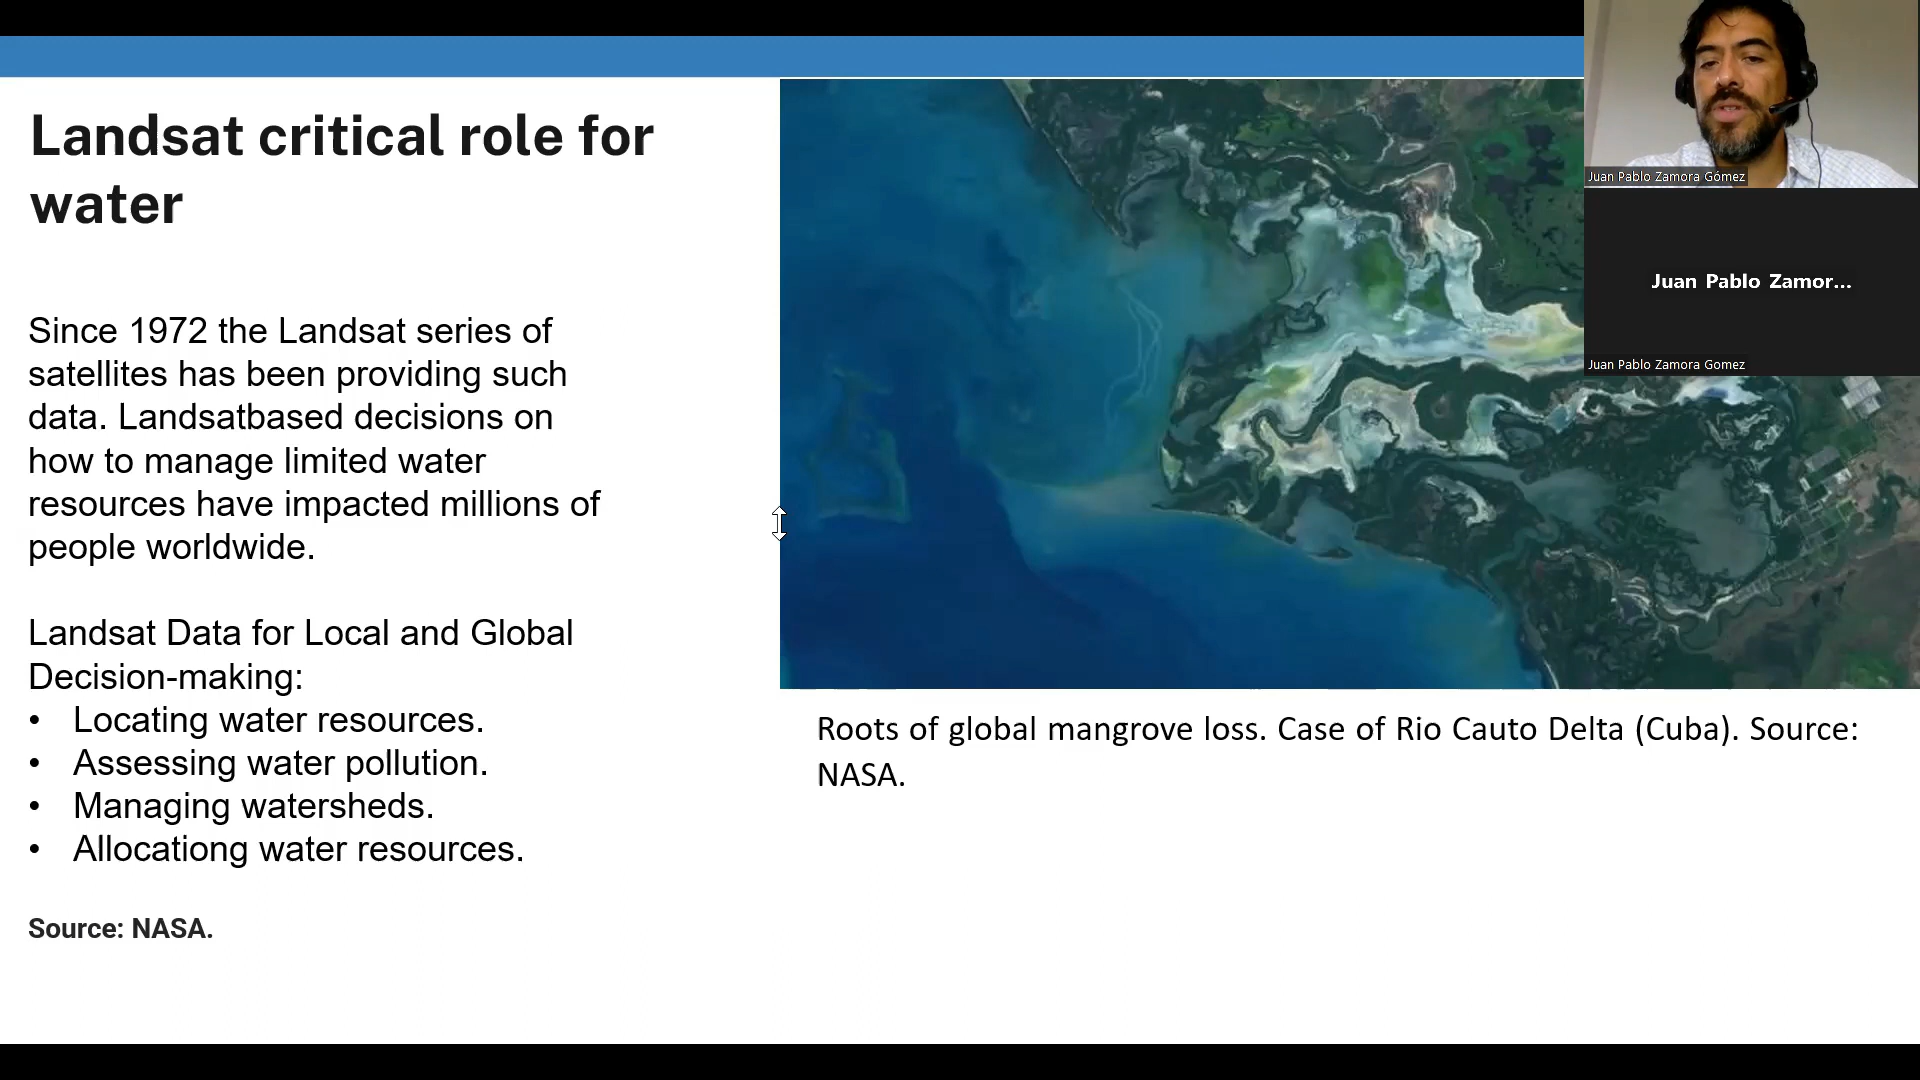 Landsat critical role for
water
Since 1972 the Landsat series of
satellites has been providing such
data. Landsatbased decisions on
how to manage limited water
resources have impacted millions of
people worldwide.
Landsat Data for Local and Global
Decision-making:
• Locating water resources.
• Assessing water pollution.
• Managing watersheds.
• Allocationg water resources.
Source: NASA.
Roots of global mangrove loss. Case of Rio Cauto Delta (Cuba). Source:
NASA.
Juan Pablo Zamora Gómez
Juan Pablo Zamor...
Juan Pablo Zamora Gomez